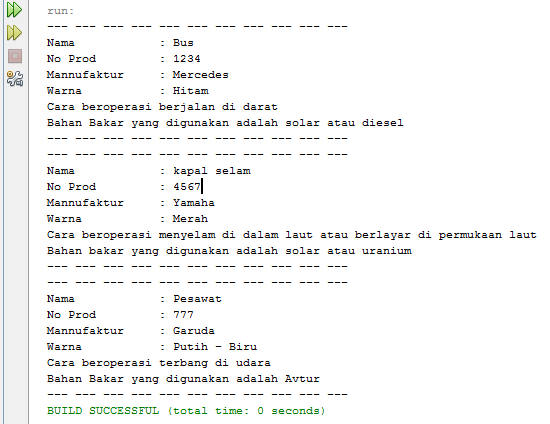 run:
--- --- --- --- --- --- --- --- --- --- ---
Nama : Bus
No Prod : 1234
Mannufaktur : Mercedes
Warna : Hitam
Cara beroperasi berjalan di darat
Bahan Bakar yang digunakan adalah solar atau diesel
--- --- --- --- --- --- --- --- --- --- ---
--- --- --- --- --- --- --- --- --- --- ---
Nama : kapal selam
No Prod : 4567
Mannufaktur : Yamaha
Warna : Merah
Cara beroperasi menyelam di dalam laut atau berlayar di permukaan laut
Bahan bakar yang digunakan adalah solar atau uranium
--- --- --- --- --- --- --- --- --- --- ---
--- --- --- --- --- --- --- --- --- --- ---
Nama : Pesawat
No Prod : 777
Mannufaktur : Garuda
Warna : Putih - Biru
Cara beroperasi terbang di udara
Bahan Bakar yang digunakan adalah Avtur
--- --- --- --- --- --- --- --- --- --- ---
BUILD SUCCESSFUL (total time: 0 seconds)